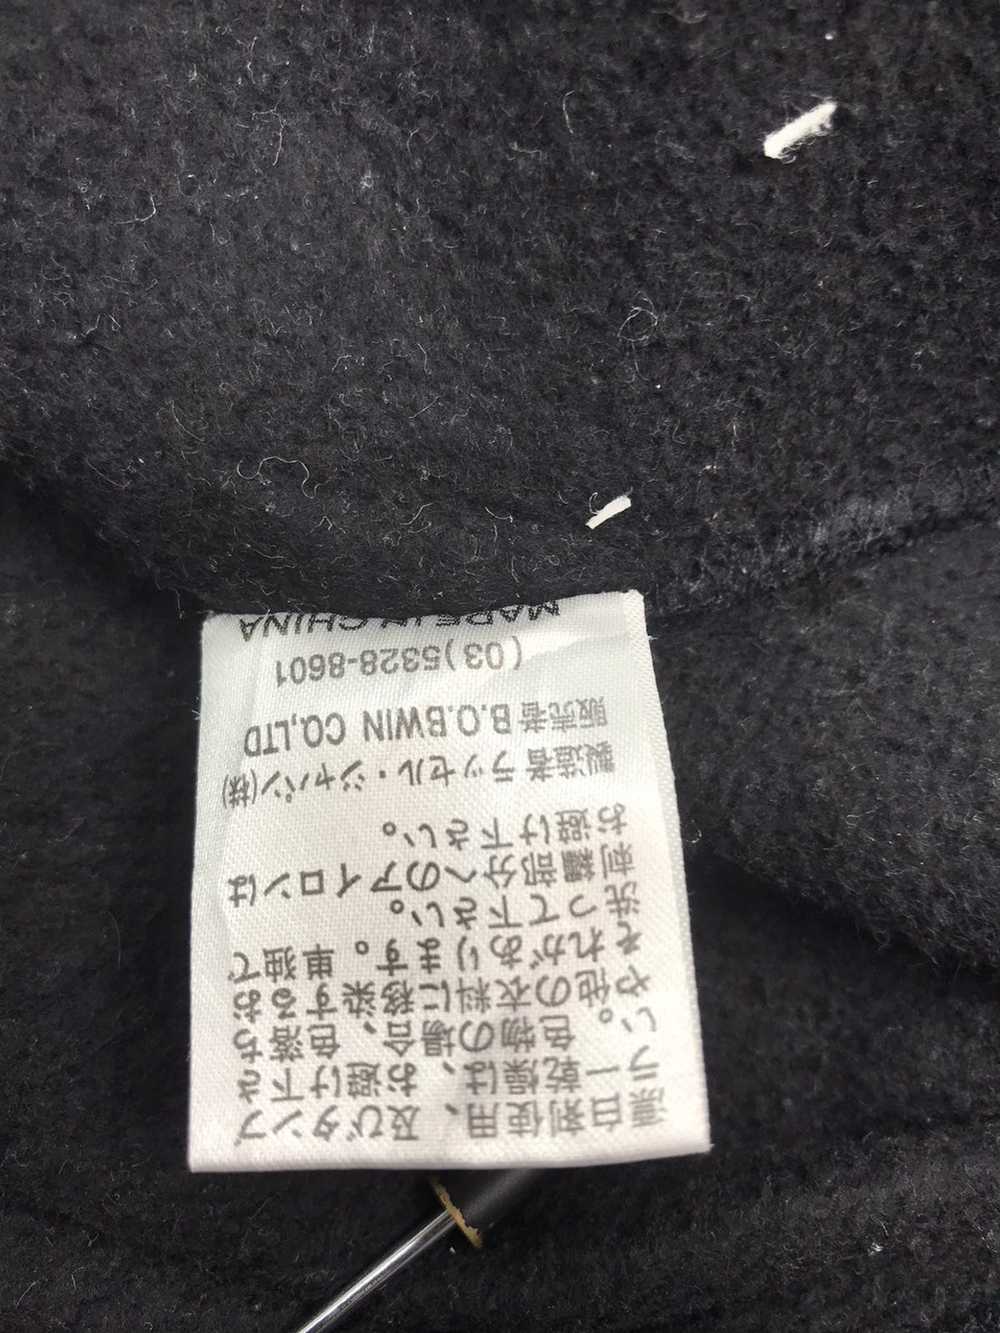 漂白剤使用、及びタンブ
ラー乾燥は、お避け下さ
い。色物の場合、色落ち
や他の衣料に移染するお
それがあります。単独で
洗って下さい。
刺繍部分へのアイロンは
お避け下さい。
製造者ラッセル・ジャパン(株)
販売者B.O.BWIN CO,LTD
(03)5328-8601
MADE IN CHINA